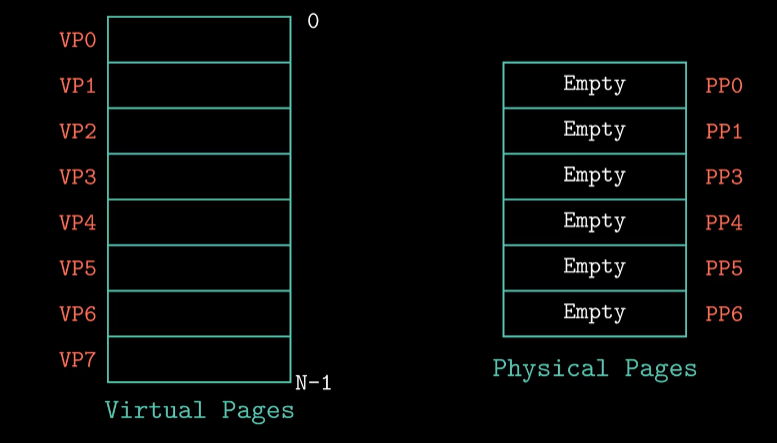 0
VP0
VP1
VP2
VP3
VP4
VP5
VP6
VP7
N-1
Virtual Pages
Empty PP0
Empty PP1
Empty PP3
Empty PP4
Empty PP5
Empty PP6
Physical Pages